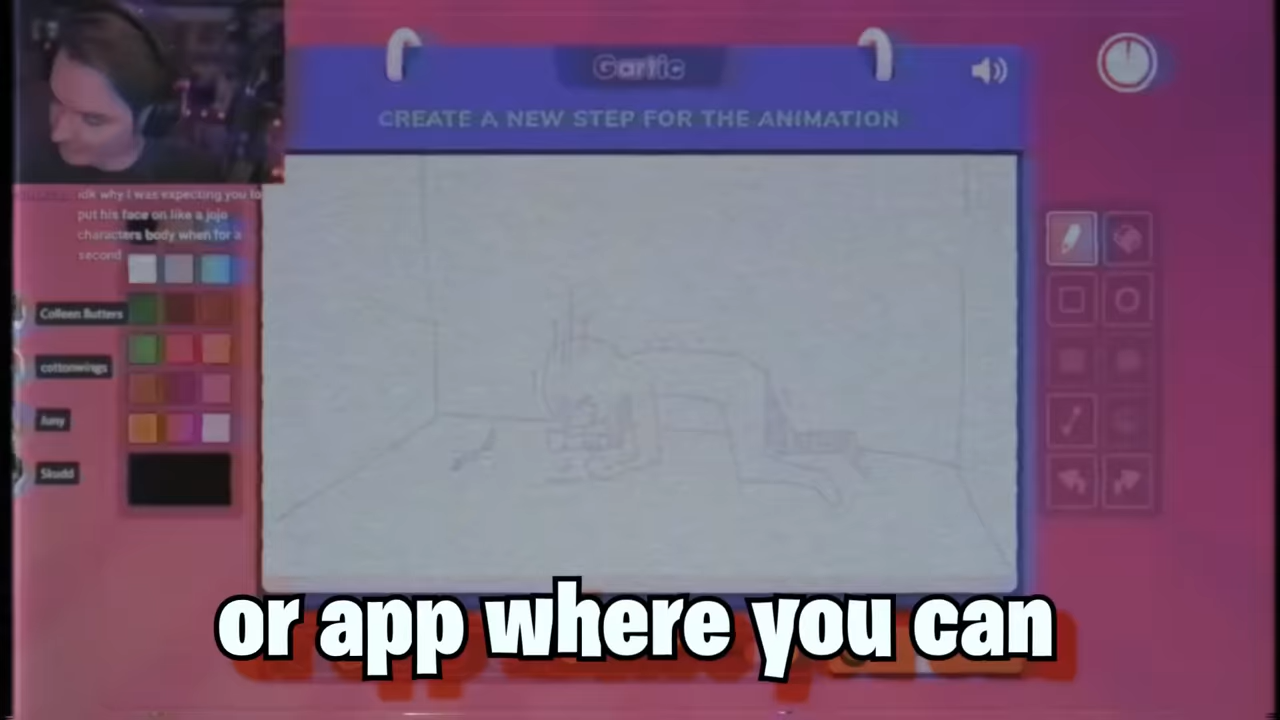 Gartic
CREATE A NEW STEP FOR THE ANIMATION
idk why I was expecting you to
put his face on like a jojo
characters body when for a
second
Colleen Butters
cottonwings
Juny
Skudd
or app where you can